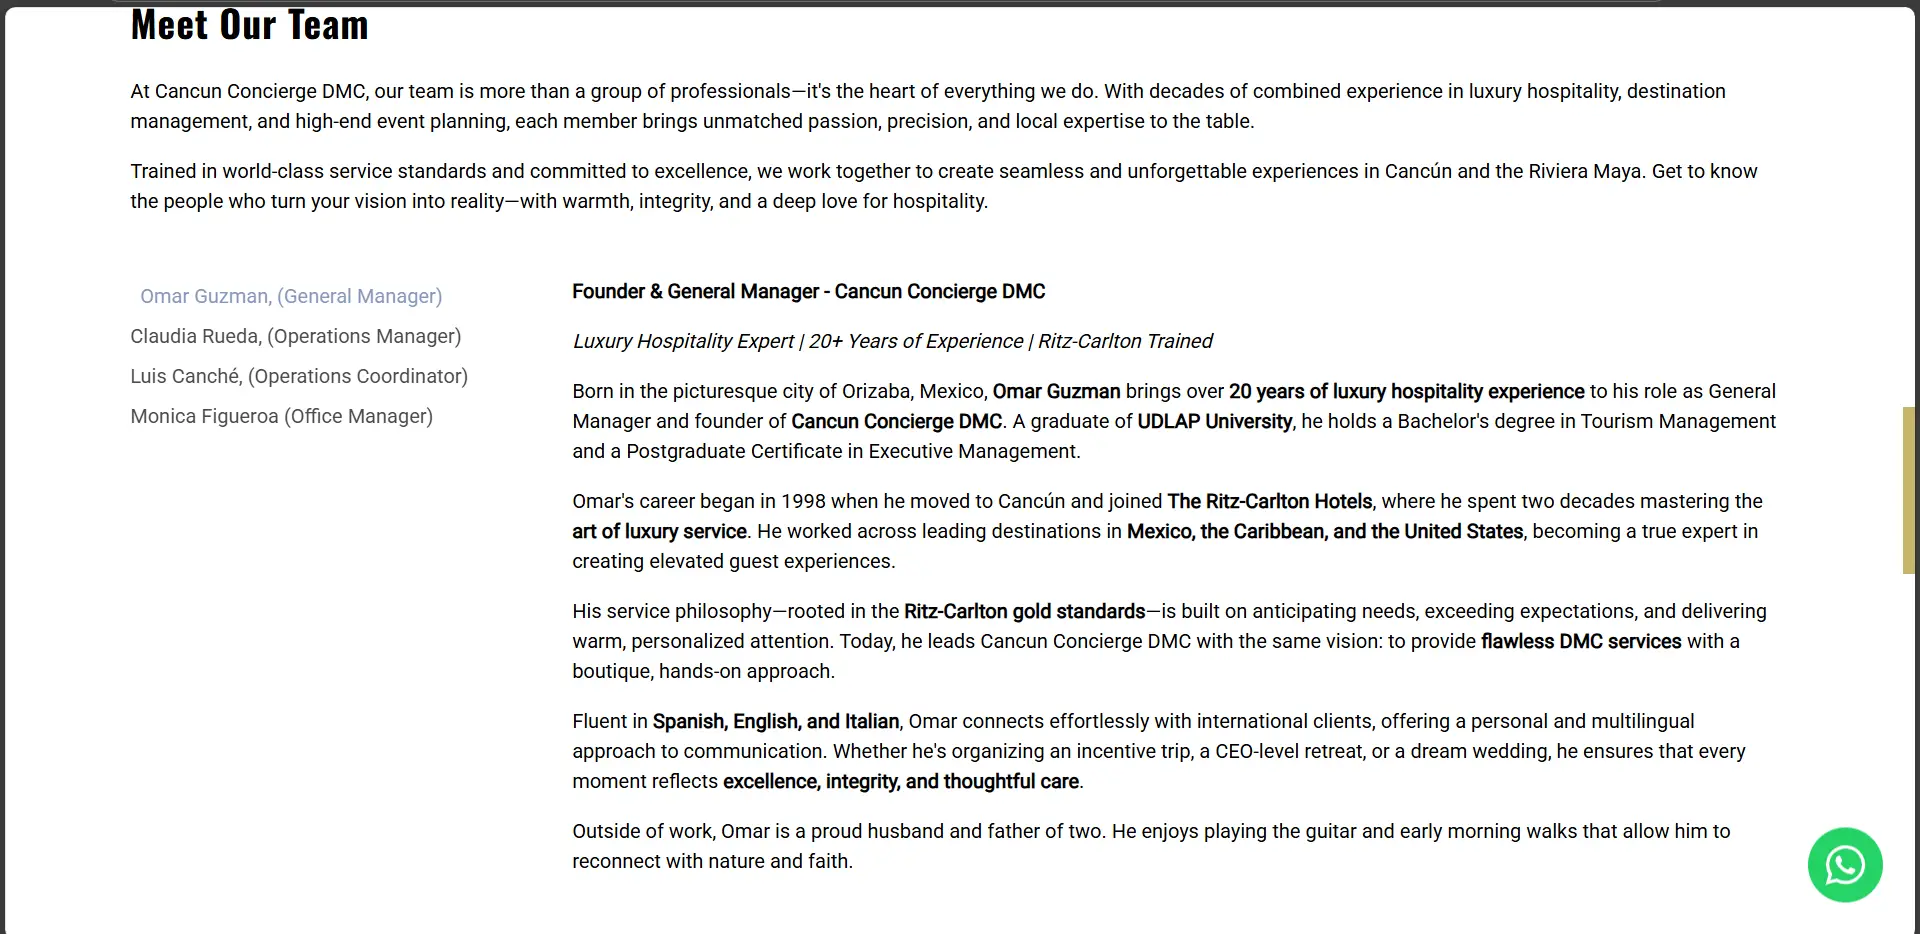 Meet Our Team
At Cancun Concierge DMC, our team is more than a group of professionals—it's the heart of everything we do. With decades of combined experience in luxury hospitality, destination
management, and high-end event planning, each member brings unmatched passion, precision, and local expertise to the table.
Trained in world-class service standards and committed to excellence, we work together to create seamless and unforgettable experiences in Cancún and the Riviera Maya. Get to know
the people who turn your vision into reality—with warmth, integrity, and a deep love for hospitality.
Omar Guzman, (General Manager)
Claudia Rueda, (Operations Manager)
Luis Canché, (Operations Coordinator)
Monica Figueroa (Office Manager)
Founder & General Manager - Cancun Concierge DMC
Luxury Hospitality Expert | 20+ Years of Experience | Ritz-Carlton Trained
Born in the picturesque city of Orizaba, Mexico, Omar Guzman brings over 20 years of luxury hospitality experience to his role as General
Manager and founder of Cancun Concierge DMC. A graduate of UDLAP University, he holds a Bachelor's degree in Tourism Management
and a Postgraduate Certificate in Executive Management.
Omar's career began in 1998 when he moved to Cancún and joined The Ritz-Carlton Hotels, where he spent two decades mastering the
art of luxury service. He worked across leading destinations in Mexico, the Caribbean, and the United States, becoming a true expert in
creating elevated guest experiences.
His service philosophy—rooted in the Ritz-Carlton gold standards—is built on anticipating needs, exceeding expectations, and delivering
warm, personalized attention. Today, he leads Cancun Concierge DMC with the same vision: to provide flawless DMC services with a
boutique, hands-on approach.
Fluent in Spanish, English, and Italian, Omar connects effortlessly with international clients, offering a personal and multilingual
approach to communication. Whether he's organizing an incentive trip, a CEO-level retreat, or a dream wedding, he ensures that every
moment reflects excellence, integrity, and thoughtful care.
Outside of work, Omar is a proud husband and father of two. He enjoys playing the guitar and early morning walks that allow him to
reconnect with nature and faith.